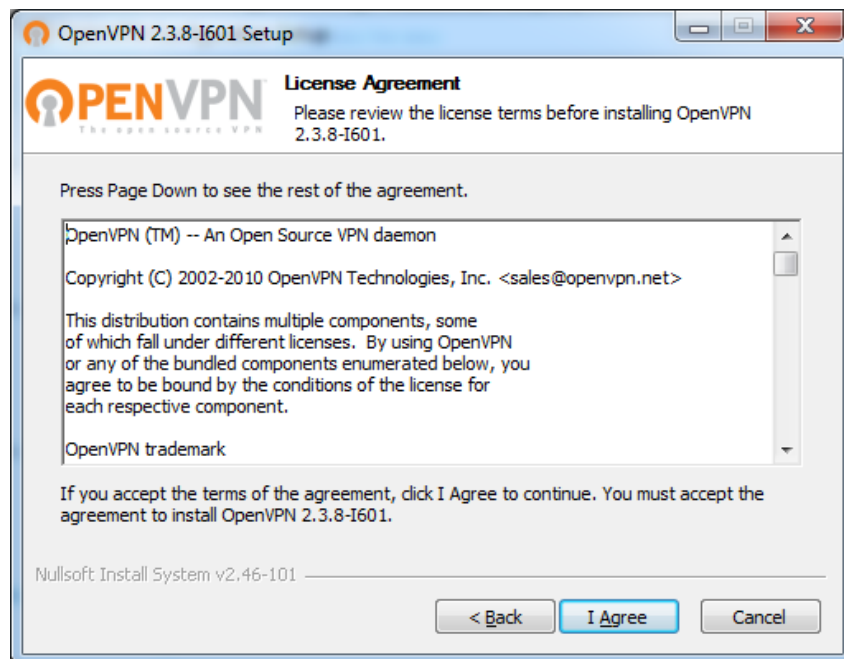 OpenVPN 2.3.8-I601 Setup
OPENVPN
The open source VPN
License Agreement
Please review the license terms before installing OpenVPN
2.3.8-I601.
Press Page Down to see the rest of the agreement.
OpenVPN (TM) -- An Open Source VPN daemon
Copyright (C) 2002-2010 OpenVPN Technologies, Inc. <sales@openvpn.net>
This distribution contains multiple components, some
of which fall under different licenses.  By using OpenVPN
or any of the bundled components enumerated below, you
agree to be bound by the conditions of the license for
each respective component.
OpenVPN trademark
If you accept the terms of the agreement, click I Agree to continue. You must accept the
agreement to install OpenVPN 2.3.8-I601.
Nullsoft Install System v2.46-101
< Back
I Agree
Cancel